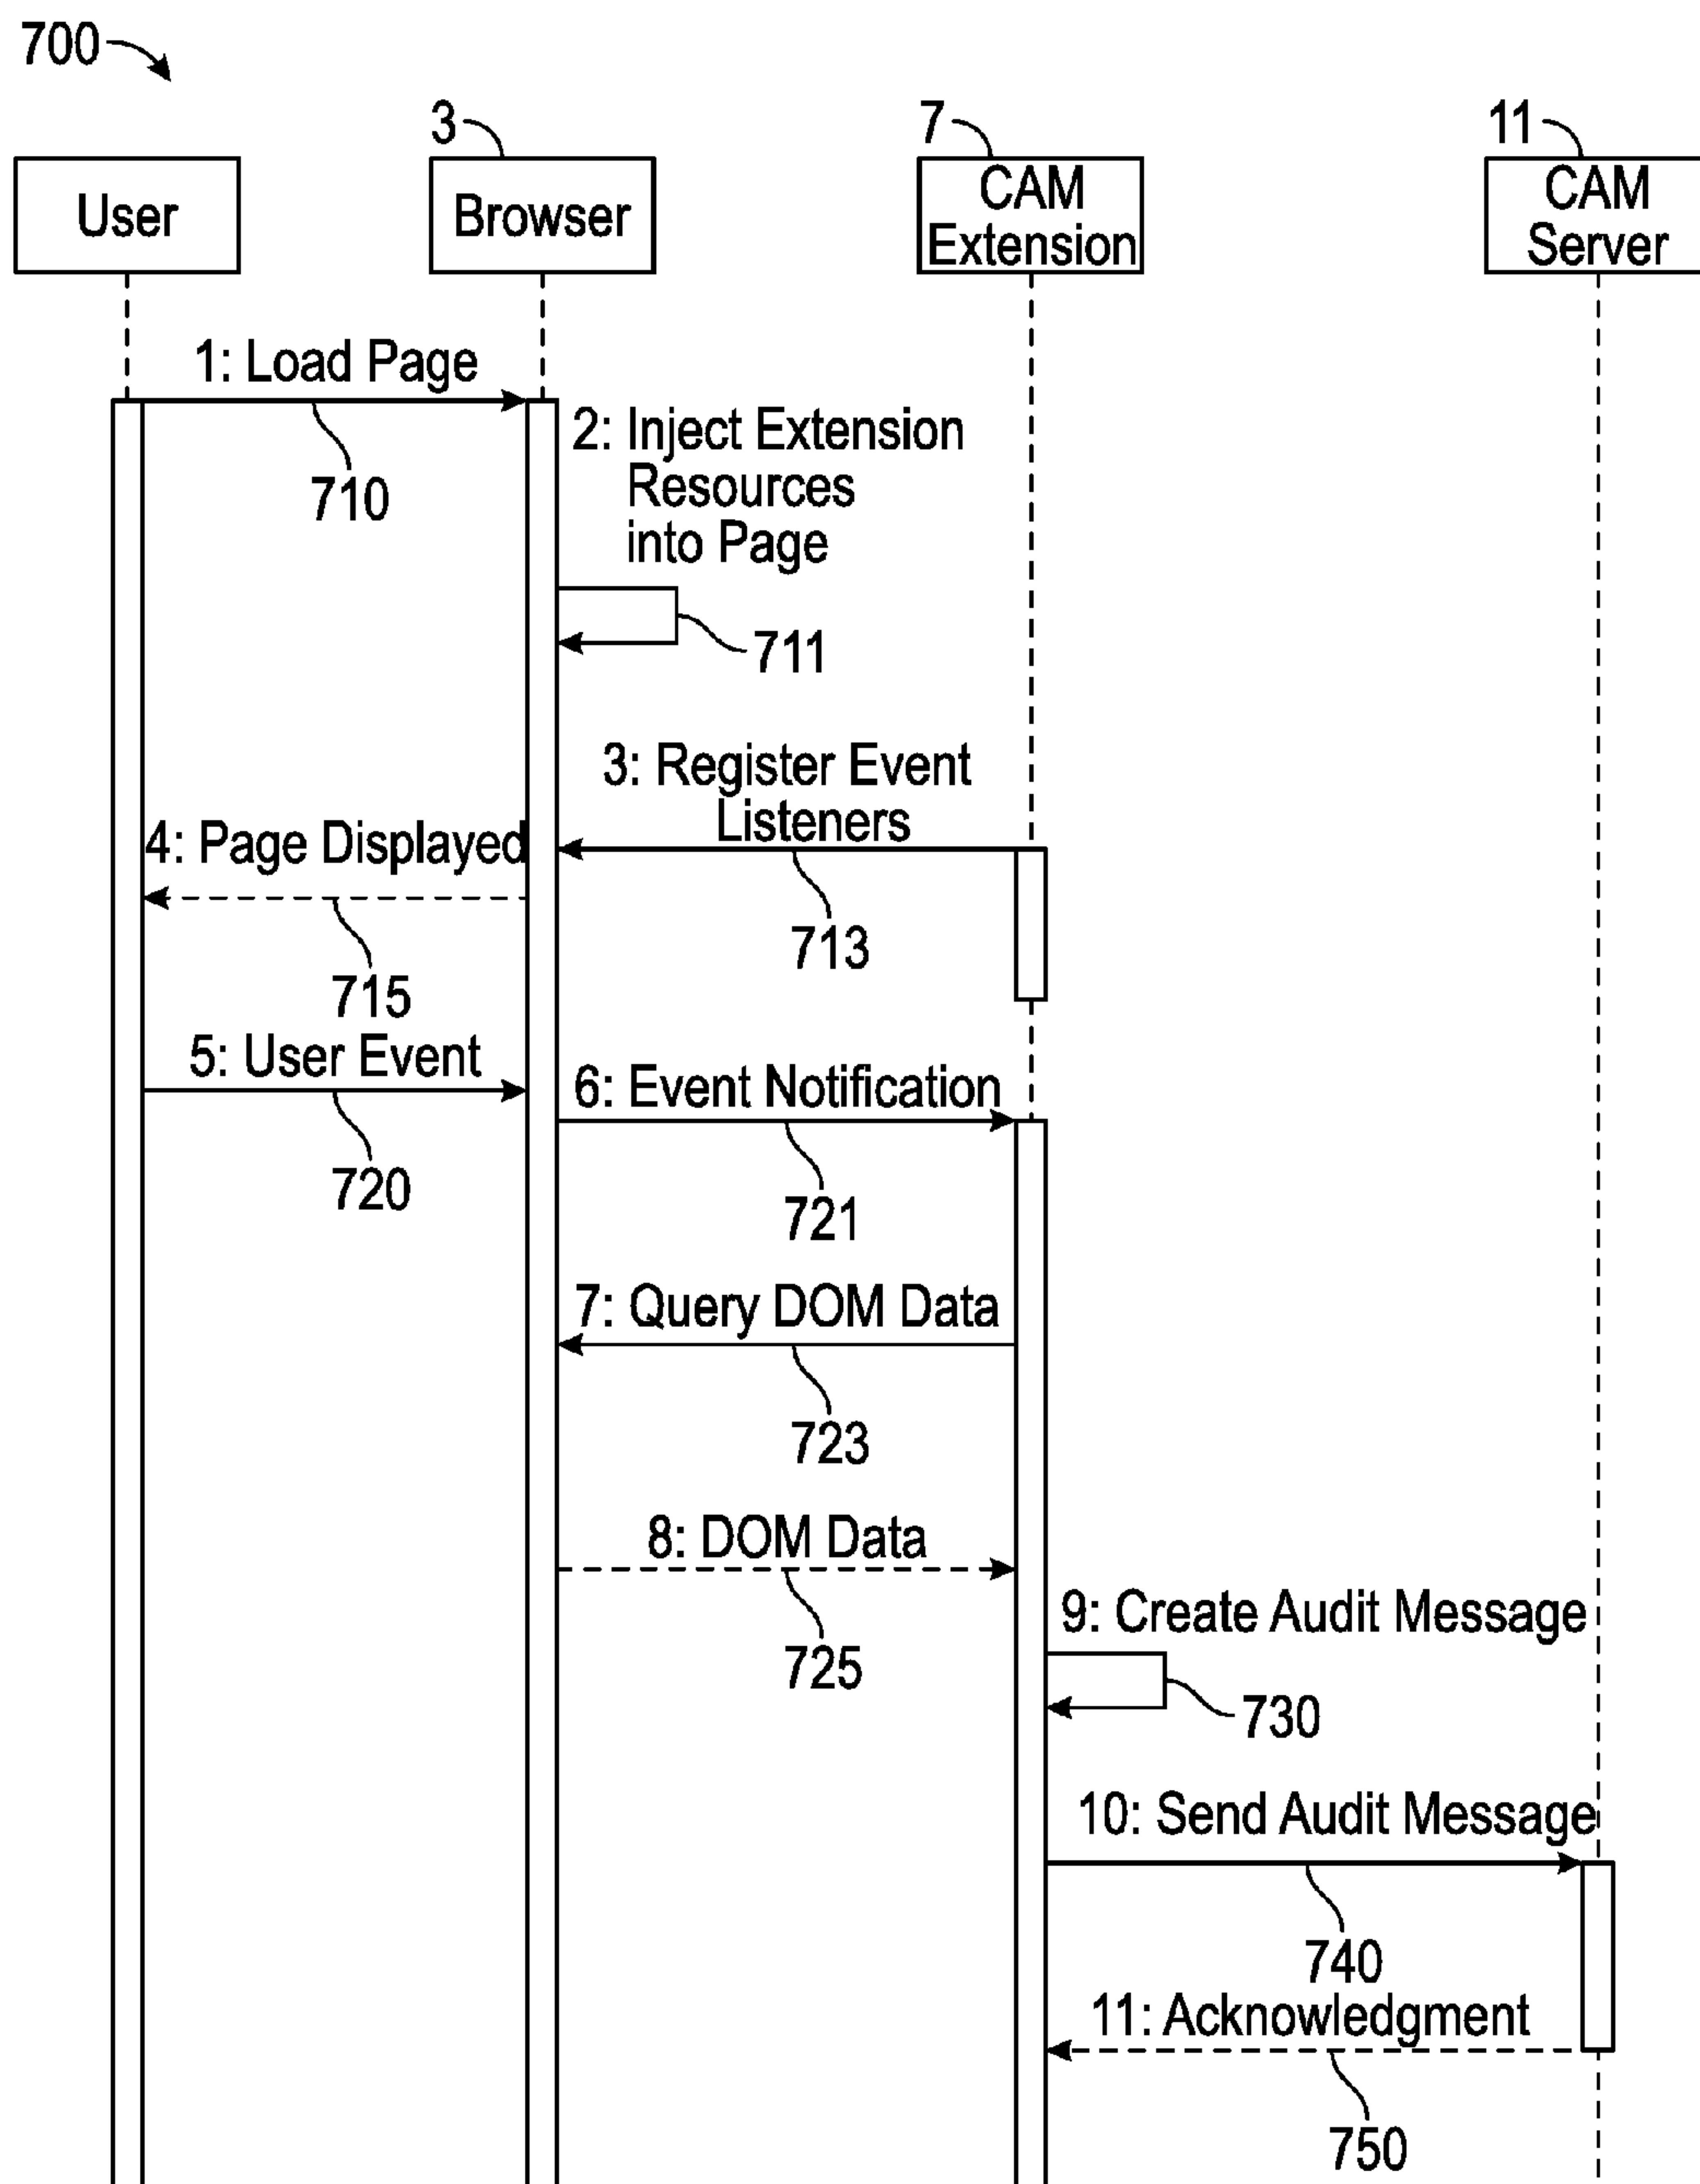 700
3
7
11
User
Browser
CAM
Extension
CAM
Server
1: Load Page
710
2: Inject Extension
Resources
into Page
711
3: Register Event
Listeners
713
4: Page Displayed
715
5: User Event
720
6: Event Notification
721
7: Query DOM Data
723
8: DOM Data
725
9: Create Audit Message
730
10: Send Audit Message
740
11: Acknowledgment
750